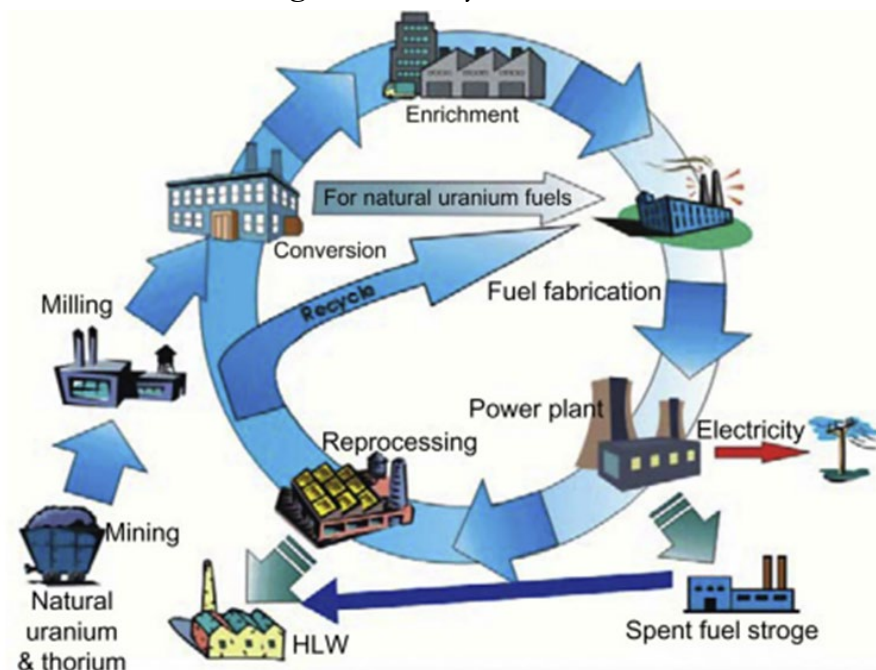 Enrichment
For natural uranium fuels
Conversion
Recycle
Fuel fabrication
Milling
Power plant
Electricity
Reprocessing
Mining
Natural
uranium
& thorium
HLW
Spent fuel stroge